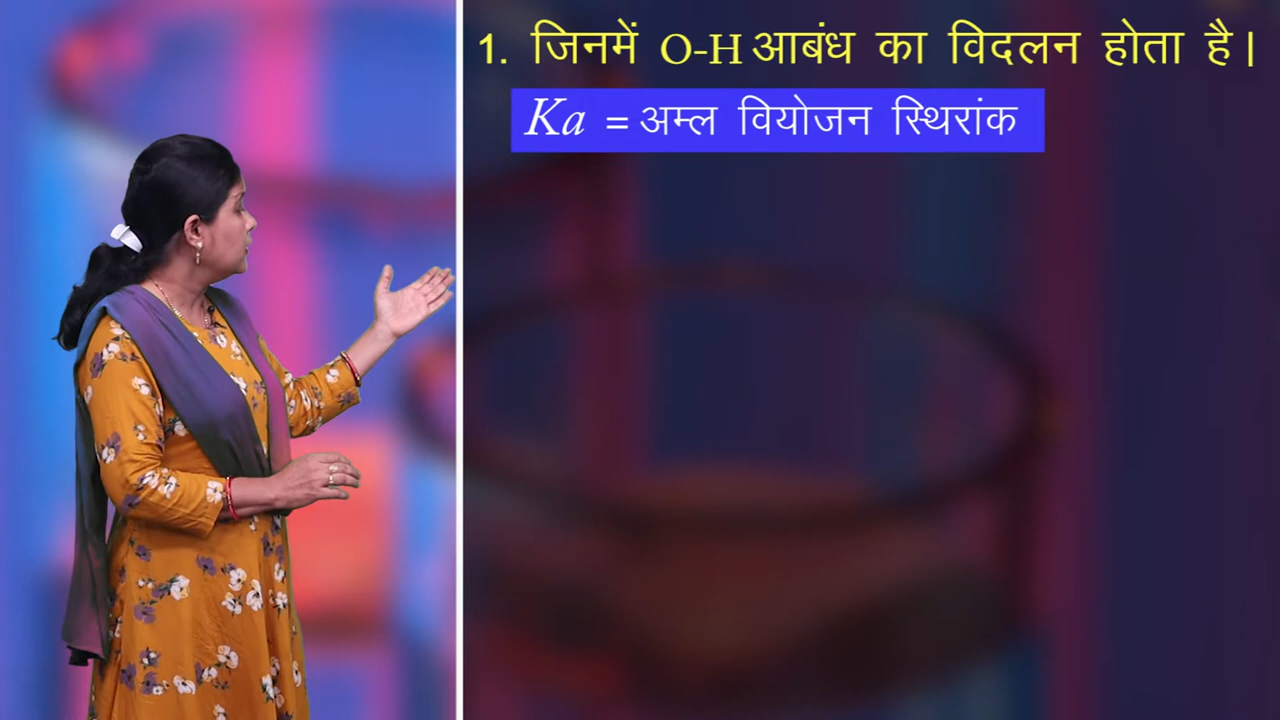 1. जिनमें O-H आबंध का विदलन होता है।
Ka = अम्ल वियोजन स्थिरांक